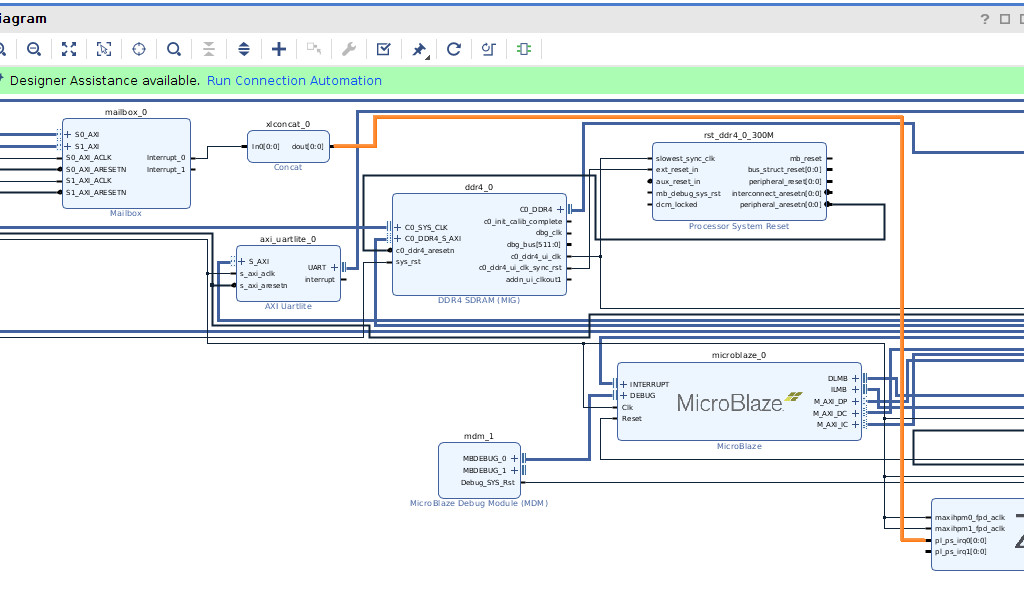 iagram
?
Designer Assistance available. Run Connection Automation
mailbox_0
S0_AXI
S1_AXI
S0_AXI_ACLK
S0_AXI_ARESETN
S1_AXI_ACLK
S1_AXI_ARESETN
Interrupt_0
Interrupt_1
Mailbox
xlconcat_0
In0[0:0]
dout[0:0]
Concat
rst_ddr4_0_300M
slowest_sync_clk
ext_reset_in
aux_reset_in
mb_debug_sys_rst
dcm_locked
mb_reset
bus_struct_reset[0:0]
peripheral_reset[0:0]
interconnect_aresetn[0:0]
peripheral_aresetn[0:0]
Processor System Reset
ddr4_0
C0_SYS_CLK
C0_DDR4_S_AXI
c0_ddr4_aresetn
sys_rst
C0_DDR4
c0_init_calib_complete
dbg_clk
dbg_bus[511:0]
c0_ddr4_ui_clk
c0_ddr4_ui_clk_sync_rst
addn_ui_clkout1
DDR4 SDRAM (MIG)
axi_uartlite_0
S_AXI
s_axi_aclk
s_axi_aresetn
UART
interrupt
AXI Uartlite
microblaze_0
INTERRUPT
DEBUG
Clk
Reset
MicroBlaze
DLMB
ILMB
M_AXI_DP
M_AXI_DC
M_AXI_IC
MicroBlaze
mdm_1
MBDEBUG_0
MBDEBUG_1
Debug_SYS_Rst
MicroBlaze Debug Module (MDM)
maxihpm0_fpd_aclk
maxihpm1_fpd_aclk
pl_ps_irq0[0:0]
pl_ps_irq1[0:0]